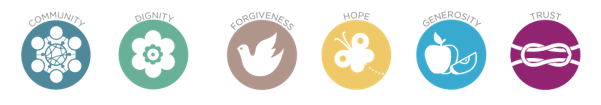 COMMUNITY
DIGNITY
FORGIVENESS
HOPE
GENEROSITY
TRUST